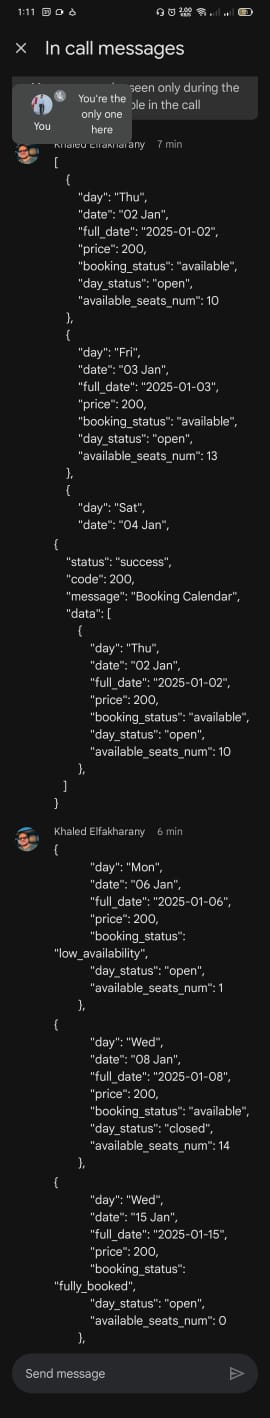 1:11
In call messages
seen only during the
ble in the call
You're the
only one
here
You
Khaled Elfakharany 7 min
[
{
"day": "Thu",
"date": "02 Jan",
"full_date": "2025-01-02",
"price": 200,
"booking_status": "available",
"day_status": "open",
"available_seats_num": 10
},
{
"day": "Fri",
"date": "03 Jan",
"full_date": "2025-01-03",
"price": 200,
"booking_status": "available",
"day_status": "open",
"available_seats_num": 13
},
{
"day": "Sat",
"date": "04 Jan",
{
"status": "success",
"code": 200,
"message": "Booking Calendar",
"data": [
{
"day": "Thu",
"date": "02 Jan",
"full_date": "2025-01-02",
"price": 200,
"booking_status": "available",
"day_status": "open",
"available_seats_num": 10
},
]
}
Khaled Elfakharany 6 min
{
"day": "Mon",
"date": "06 Jan",
"full_date": "2025-01-06",
"price": 200,
"booking_status":
"low_availability",
"day_status": "open",
"available_seats_num": 1
},
{
"day": "Wed",
"date": "08 Jan",
"full_date": "2025-01-08",
"price": 200,
"booking_status": "available",
"day_status": "closed",
"available_seats_num": 14
},
{
"day": "Wed",
"date": "15 Jan",
"full_date": "2025-01-15",
"price": 200,
"booking_status":
"fully_booked",
"day_status": "open",
"available_seats_num": 0
},
Send message